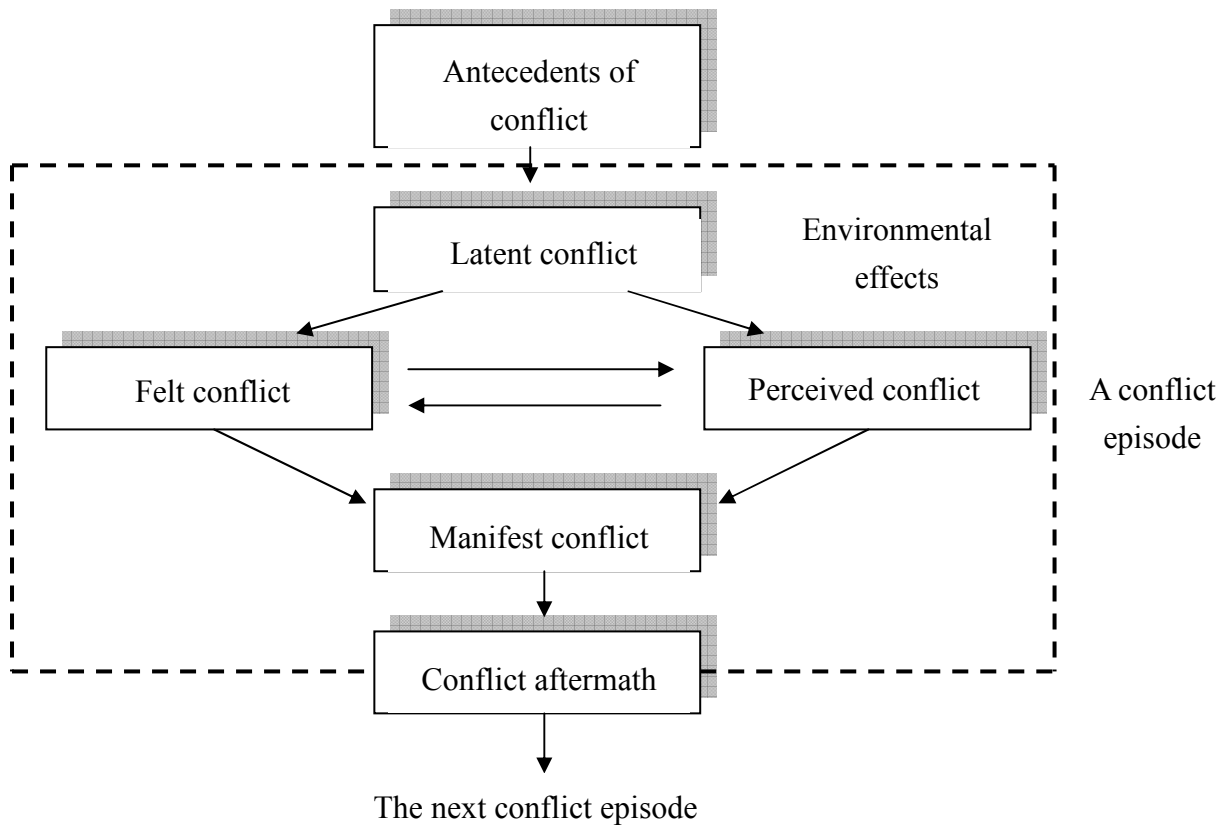 Antecedents of
conflict
Latent conflict
Environmental
effects
Felt conflict
Perceived conflict
A conflict
episode
Manifest conflict
Conflict aftermath
The next conflict episode